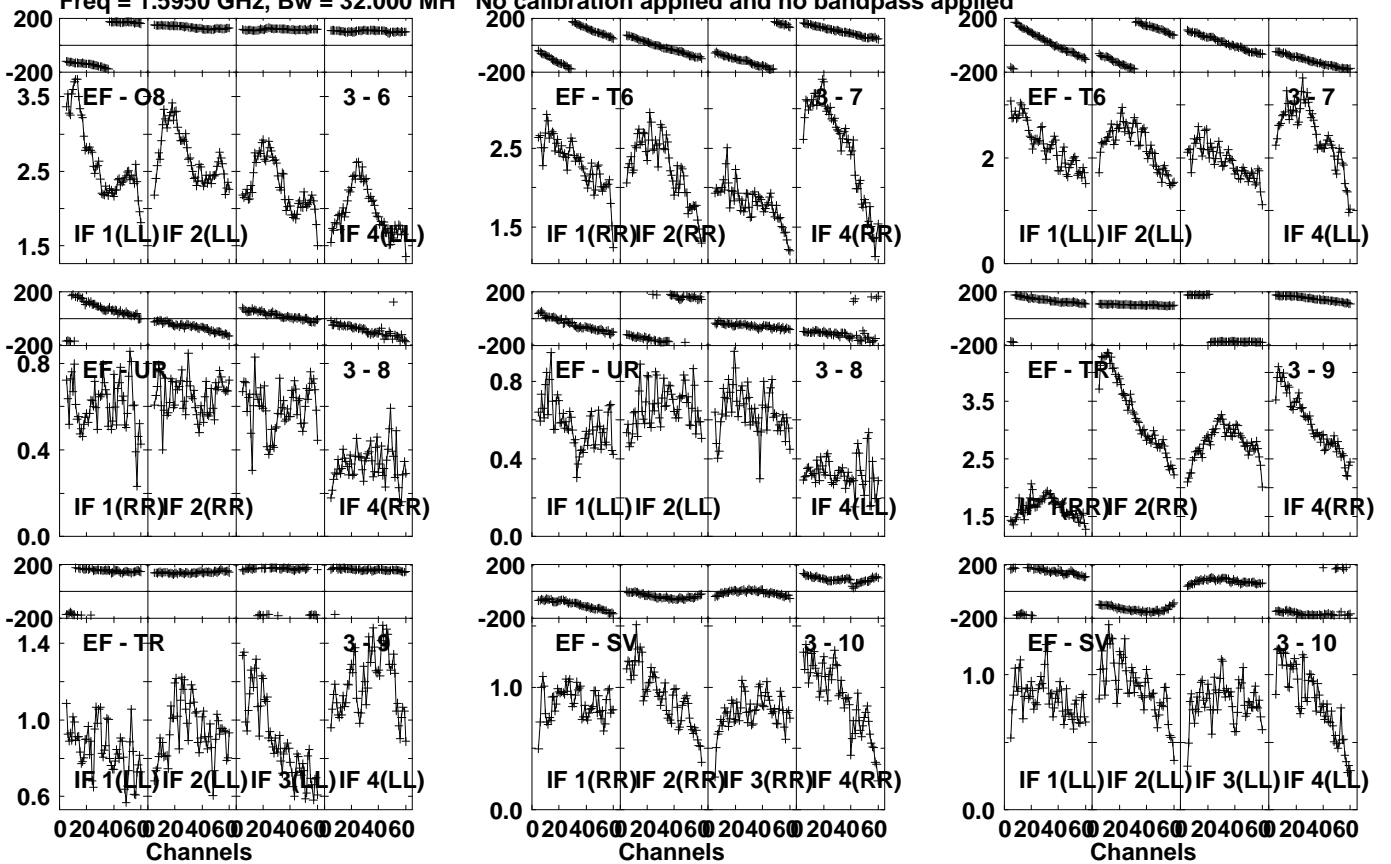 Freq = 1.5950 GHz, Bw = 32.000 MH No calibration applied and no bandpass applied
200
-200
3.5
2.5
1.5
EF - O8
3 - 6
IF 1(LL) IF 2(LL) IF 4(LL)
200
-200
2.5
1.5
EF - T6
3 - 7
IF 1(RR) IF 2(RR) IF 4(RR)
200
-200
2
0
EF - T6
3 - 7
IF 1(LL) IF 2(LL) IF 4(LL)
200
-200
0.8
0.4
0.0
EF - UR
3 - 8
IF 1(RR) IF 2(RR) IF 4(RR)
200
-200
0.8
0.4
0.0
EF - UR
3 - 8
IF 1(LL) IF 2(LL) IF 4(LL)
200
-200
3.5
2.5
1.5
EF - TR
3 - 9
IF 1(RR) IF 2(RR) IF 4(RR)
200
-200
1.4
1.0
0.6
EF - TR
3 - 9
IF 1(LL) IF 2(LL) IF 3(LL) IF 4(LL)
0 20 40 60 0 20 40 60 0 20 40 60 0 20 40 60
Channels
200
-200
1.0
0.0
EF - SV
3 - 10
IF 1(RR) IF 2(RR) IF 3(RR) IF 4(RR)
0 20 40 60 0 20 40 60 0 20 40 60 0 20 40 60
Channels
200
-200
1.0
0.0
EF - SV
3 - 10
IF 1(LL) IF 2(LL) IF 3(LL) IF 4(LL)
0 20 40 60 0 20 40 60 0 20 40 60 0 20 40 60
Channels